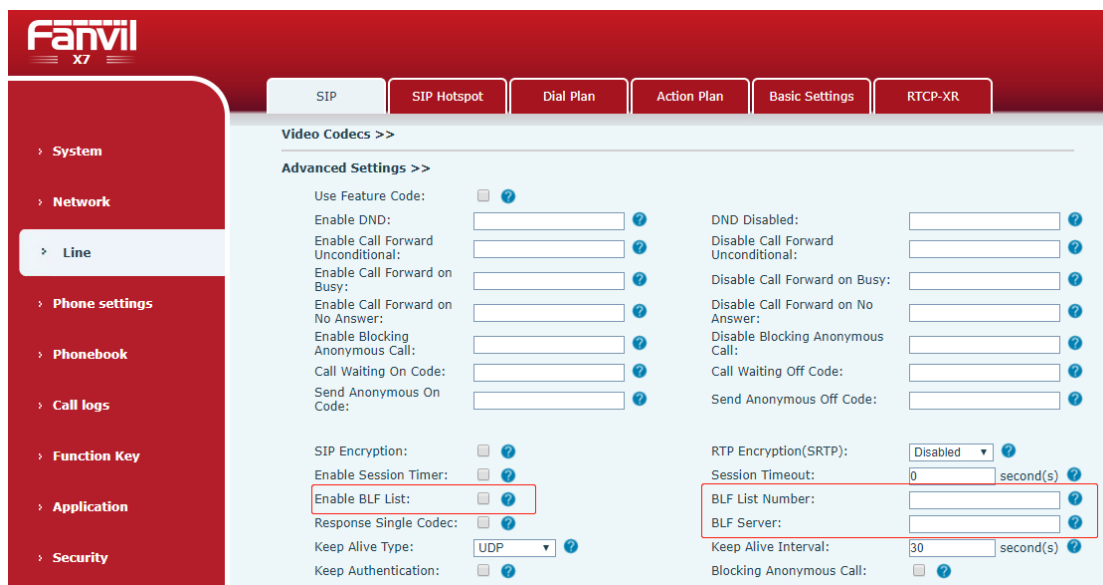 Fanvil
X7
SIP
SIP Hotspot
Dial Plan
Action Plan
Basic Settings
RTCP-XR
› System
› Network
› Line
› Phone settings
› Phonebook
› Call logs
› Function Key
› Application
› Security
Video Codecs >>
Advanced Settings >>
Use Feature Code: ?
Enable DND: ? DND Disabled: ?
Enable Call Forward
Unconditional: ? Disable Call Forward
Unconditional: ?
Enable Call Forward on
Busy: ? Disable Call Forward on Busy: ?
Enable Call Forward on
No Answer: ? Disable Call Forward on No
Answer: ?
Enable Blocking
Anonymous Call: ? Disable Blocking Anonymous
Call: ?
Call Waiting On Code: ? Call Waiting Off Code: ?
Send Anonymous On
Code: ? Send Anonymous Off Code: ?
SIP Encryption: ? RTP Encryption(SRTP): Disabled ?
Enable Session Timer: ? Session Timeout: 0 second(s) ?
Enable BLF List: ? BLF List Number: ?
Response Single Codec: ? BLF Server: ?
Keep Alive Type: UDP ? Keep Alive Interval: 30 second(s) ?
Keep Authentication: ? Blocking Anonymous Call: ?